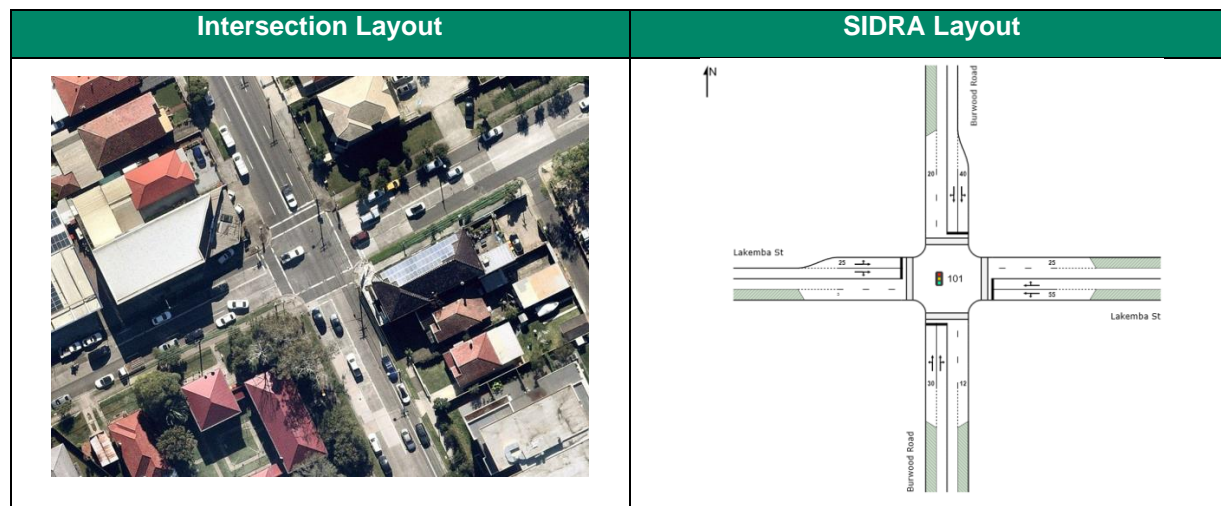 Intersection Layout
SIDRA Layout
N
Burwood Road
20
40
Lakemba St
25
25
101
55
Lakemba St
30
12
Burwood Road